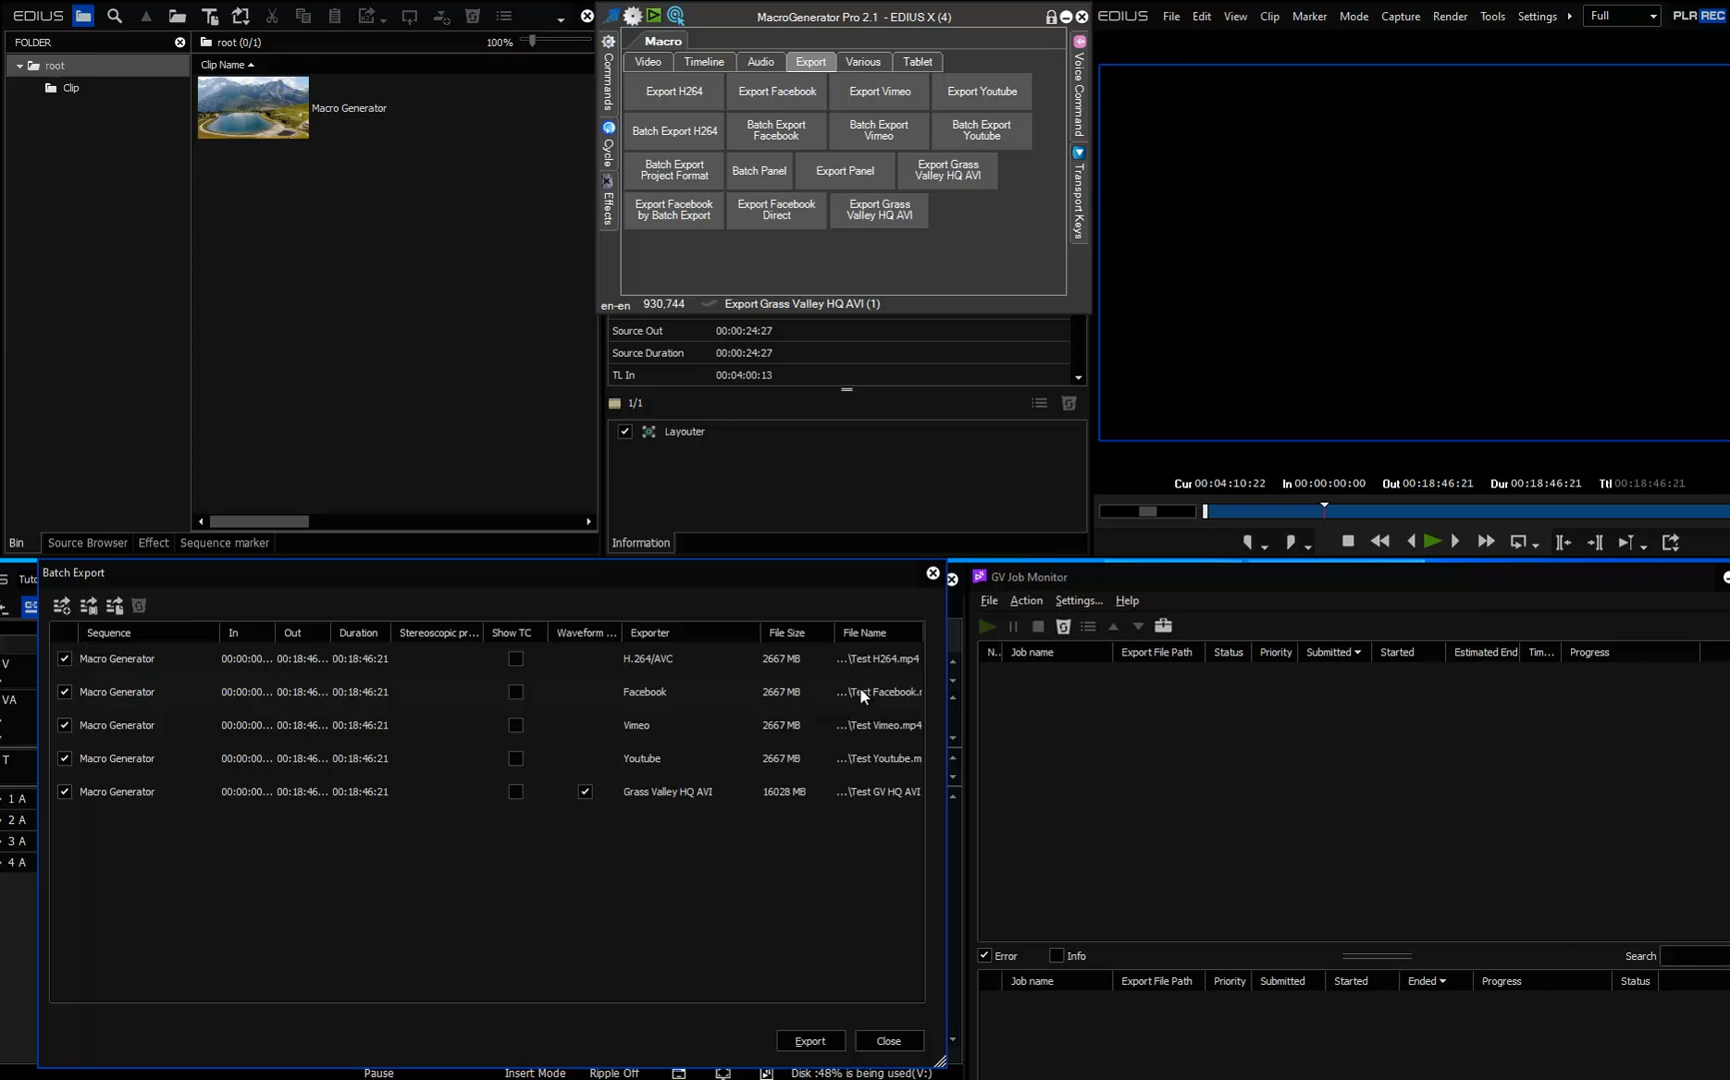 EDIUS
FOLDER
root
Clip
root (0/1)
100%
Clip Name
Macro Generator
Bin
Source Browser
Effect
Sequence marker
MacroGenerator Pro 2.1 - EDIUS X (4)
Commands
Cycle
Effects
Macro
Video
Timeline
Audio
Export
Various
Tablet
Export H264
Export Facebook
Export Vimeo
Export Youtube
Batch Export H264
Batch Export
Facebook
Batch Export
Vimeo
Batch Export
Youtube
Batch Export
Project Format
Batch Panel
Export Panel
Export Grass
Valley HQ AVI
Export Facebook
by Batch Export
Export Facebook
Direct
Export Grass
Valley HQ AVI
Voice Command
Transport Keys
en-en
930,744
Export Grass Valley HQ AVI (1)
Source Out 00:00:24:27
Source Duration 00:00:24:27
TL In 00:04:00:13
1/1
Layouter
Information
EDIUS File Edit View Clip Marker Mode Capture Render Tools Settings
Full
PLR REC
Cur 00:04:10:22 In 00:00:00:00 Out 00:18:46:21 Dur 00:18:46:21 Ttl 00:18:46:21
S Tuto
V
VA
T
1 A
2 A
3 A
4 A
Batch Export
Sequence In Out Duration Stereoscopic pr... Show TC Waveform ... Exporter File Size File Name
Macro Generator 00:00:00... 00:18:46... 00:18:46:21 H.264/AVC 2667 MB ...\Test H264.mp4
Macro Generator 00:00:00... 00:18:46... 00:18:46:21 Facebook 2667 MB ...\Test Facebook.r
Macro Generator 00:00:00... 00:18:46... 00:18:46:21 Vimeo 2667 MB ...\Test Vimeo.mp4
Macro Generator 00:00:00... 00:18:46... 00:18:46:21 Youtube 2667 MB ...\Test Youtube.m
Macro Generator 00:00:00... 00:18:46... 00:18:46:21 Grass Valley HQ AVI 16028 MB ...\Test GV HQ AVI
Export
Close
Pause
Insert Mode
Ripple Off
Disk :48% is being used(V:)
GV Job Monitor
File Action Settings... Help
N.. Job name Export File Path Status Priority Submitted Started Estimated End Tim... Progress
Error
Info
Search
Job name Export File Path Priority Submitted Started Ended Progress Status